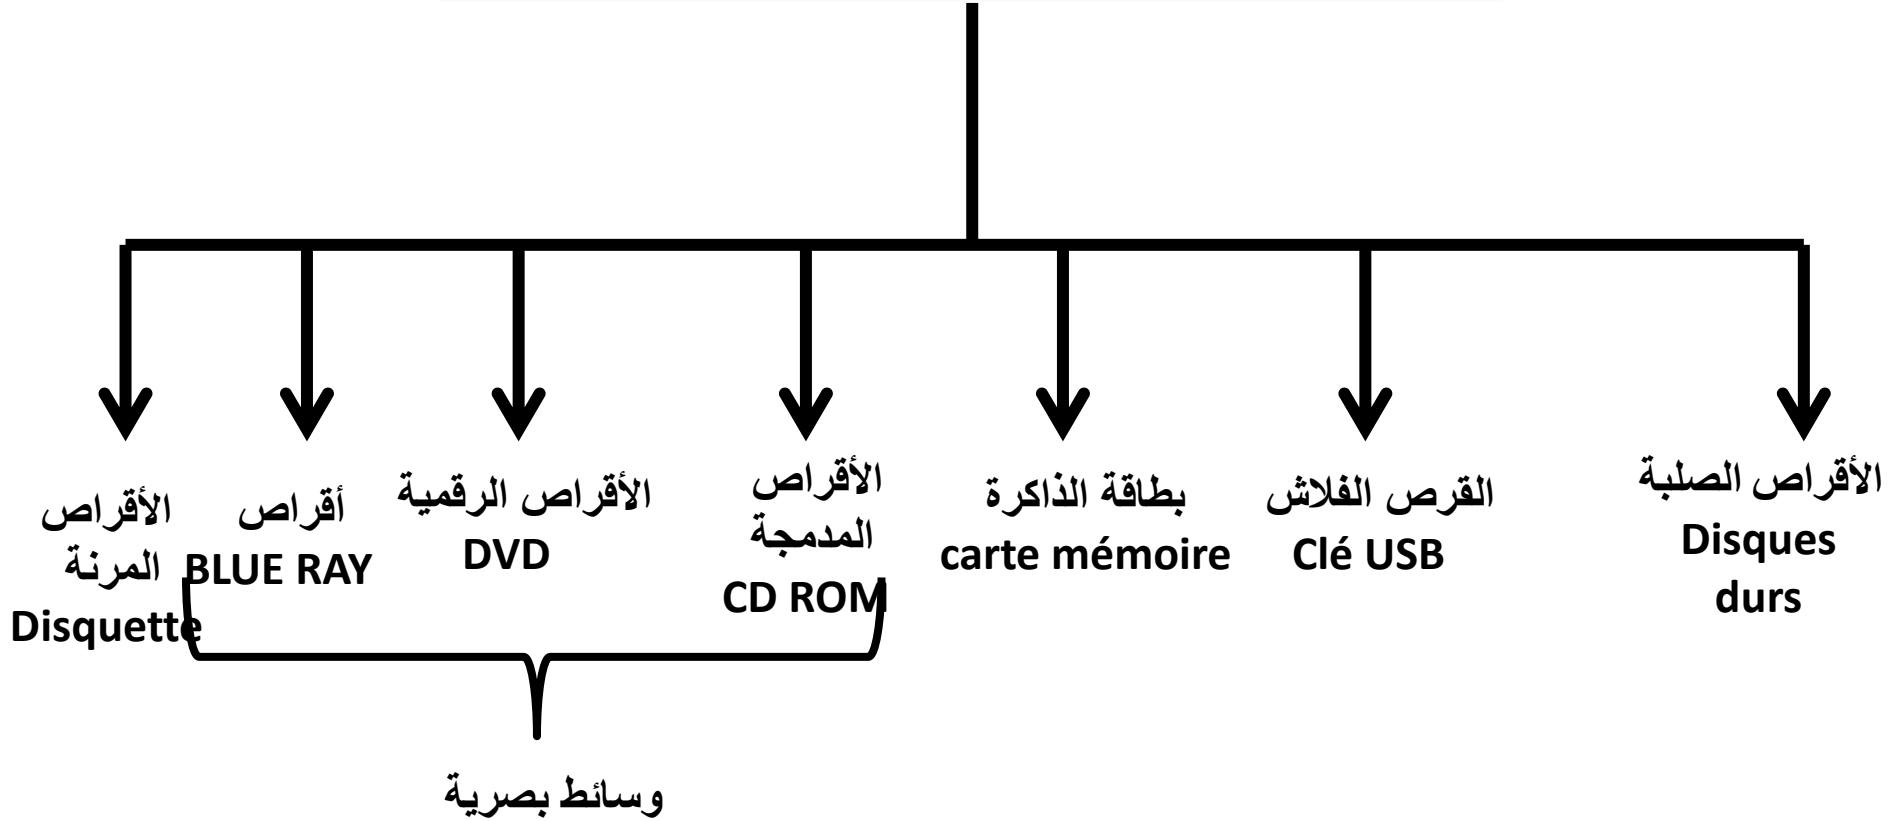 الأقراص الصلبة
Disques
durs
القرص الفلاش
Clé USB
بطاقة الذاكرة
carte mémoire
الأقراص
المدمجة
CD ROM
الأقراص الرقمية
DVD
أقراص
BLUE RAY
الأقراص
المرنة
Disquette
وسائط بصرية